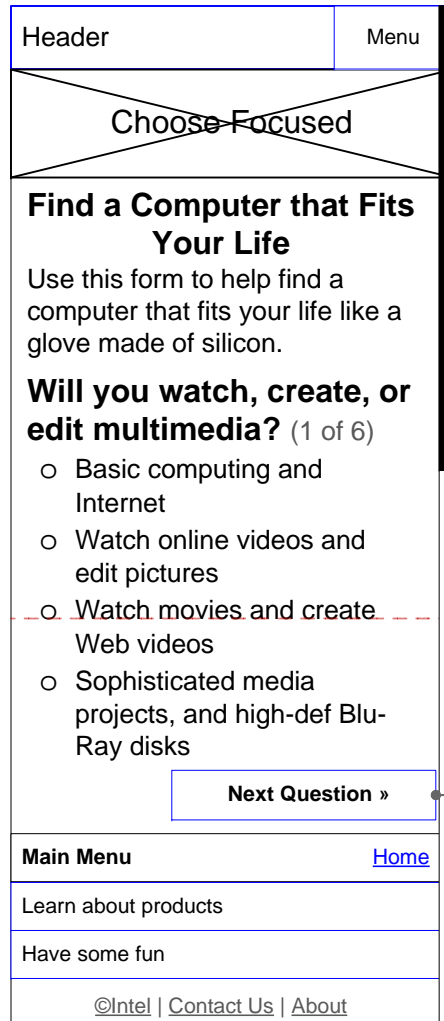 Header
Menu
Choose Focused
Find a Computer that Fits
Your Life
Use this form to help find a
computer that fits your life like a
glove made of silicon.
Will you watch, create, or
edit multimedia? (1 of 6)
o Basic computing and
Internet
o Watch online videos and
edit pictures
o Watch movies and create
Web videos
o Sophisticated media
projects, and high-def Blu-
Ray disks
Next Question »
Main Menu Home
Learn about products
Have some fun
©Intel | Contact Us | About